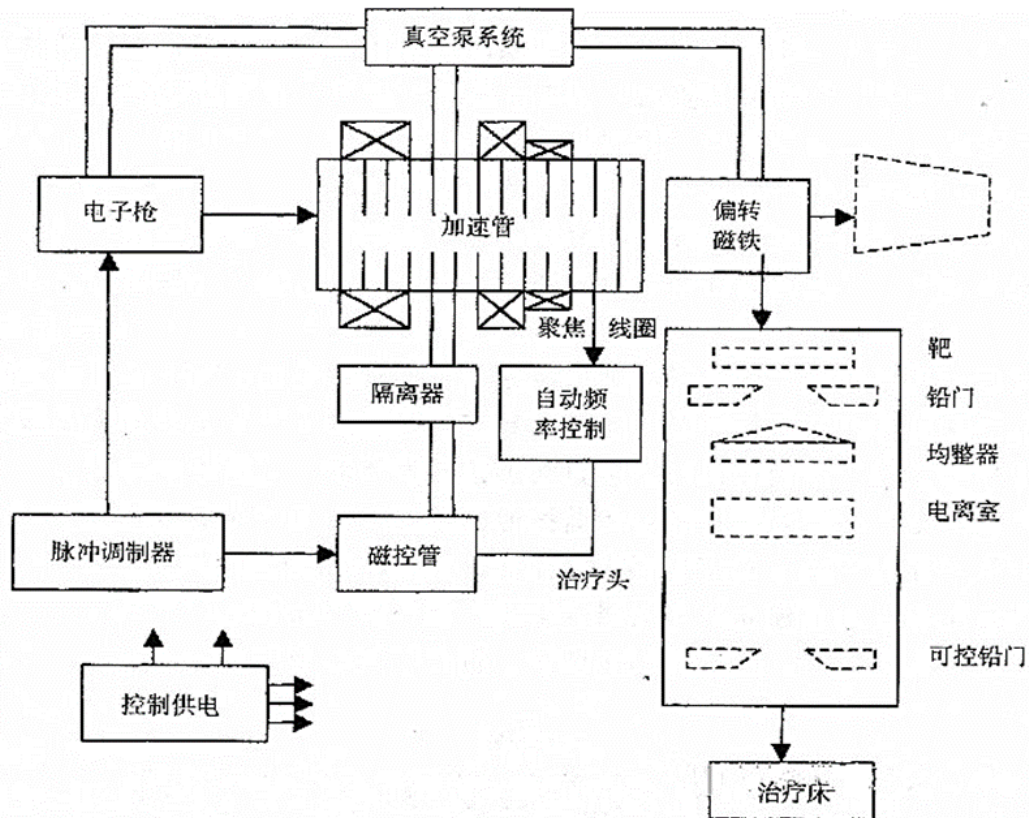 真空泵系统
电子枪
加速管
偏转
磁铁
聚焦 线圈
靶
隔离器
自动频
率控制
铅门
均整器
电离室
脉冲调制器
磁控管
治疗头
可控铅门
控制供电
治疗床